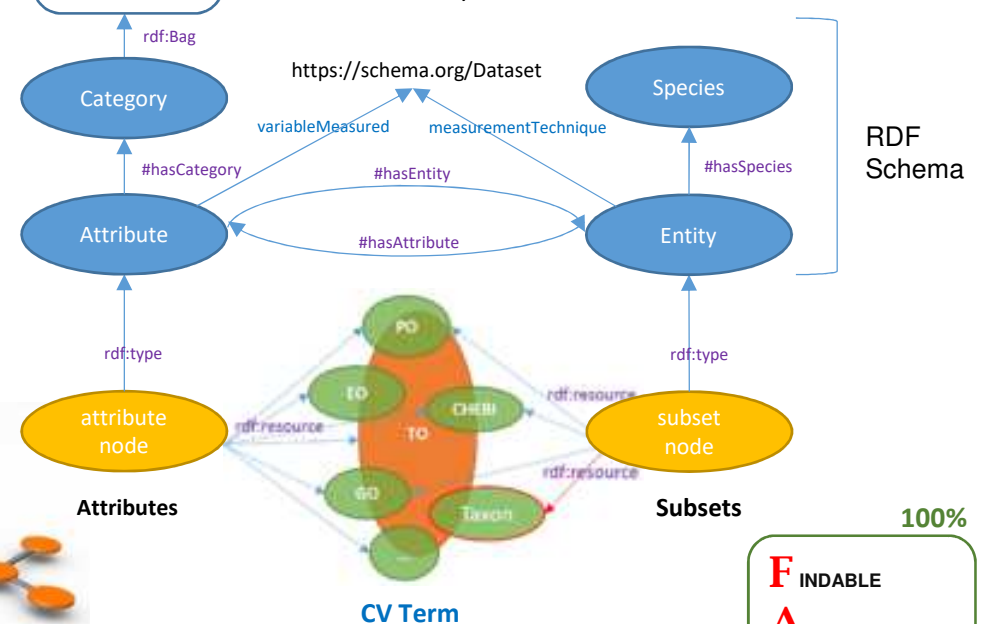 rdf:Bag
Category
https://schema.org/Dataset
Species
variableMeasured
measurementTechnique
RDF
Schema
#hasCategory
#hasEntity
#hasSpecies
Attribute
#hasAttribute
Entity
rdf:type
rdf:type
PO
EO
CHEBI
rdf:resource
attribute
node
rdf:resource
TO
subset
node
rdf:resource
GO
Taxon
Attributes
Subsets
...
100%
FINDABLE
A
CV Term